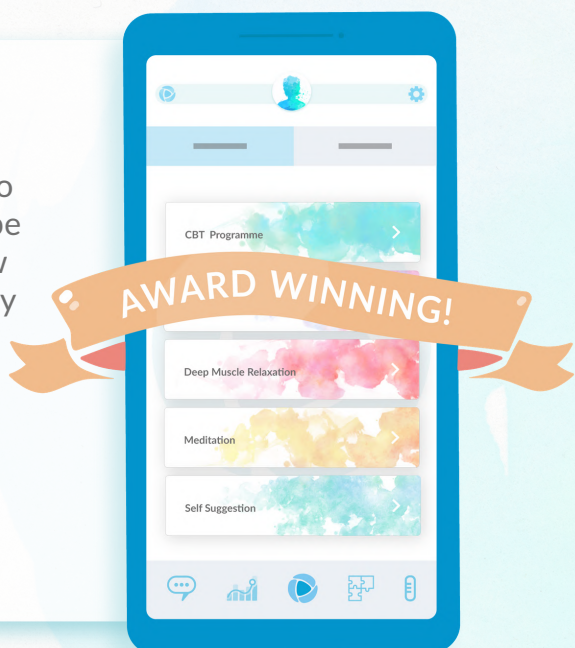 CBT Programme
AWARD WINNING!
Deep Muscle Relaxation
Meditation
Self Suggestion